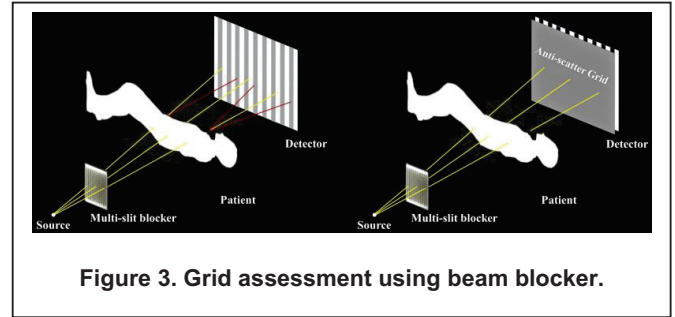 Anti-scatter Grid
Detector
Patient
Multi-slit blocker
Source
Detector
Patient
Multi-slit blocker
Source
Figure 3. Grid assessment using beam blocker.